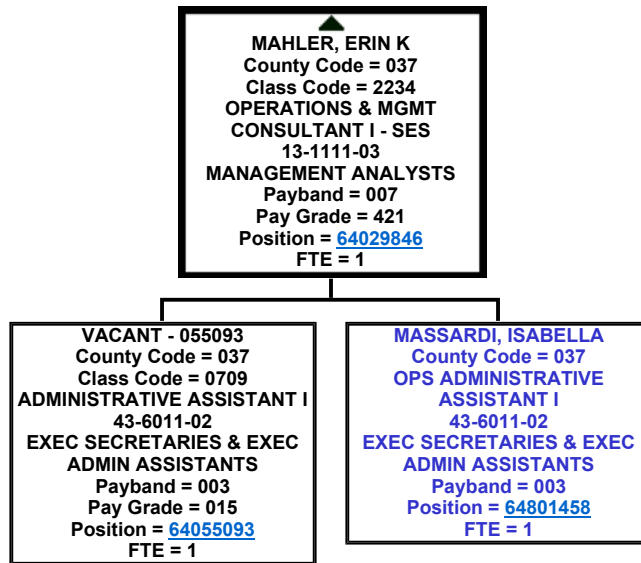 MAHLER, ERIN K
County Code = 037
Class Code = 2234
OPERATIONS & MGMT
CONSULTANT I - SES
13-1111-03
MANAGEMENT ANALYSTS
Payband = 007
Pay Grade = 421
Position = 64029846
FTE = 1
VACANT - 055093
County Code = 037
Class Code = 0709
ADMINISTRATIVE ASSISTANT I
43-6011-02
EXEC SECRETARIES & EXEC
ADMIN ASSISTANTS
Payband = 003
Pay Grade = 015
Position = 64055093
FTE = 1
MASSARDI, ISABELLA
County Code = 037
OPS ADMINISTRATIVE
ASSISTANT I
43-6011-02
EXEC SECRETARIES & EXEC
ADMIN ASSISTANTS
Payband = 003
Position = 64801458
FTE = 1